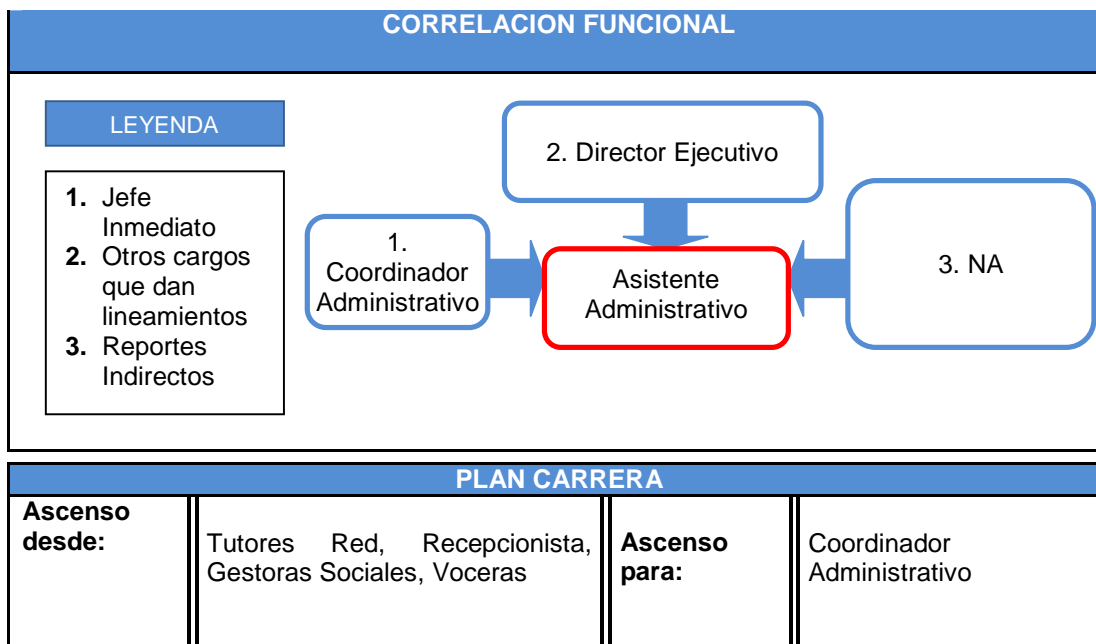 CORRELACION FUNCIONAL
LEYENDA
1. Jefe
Inmediato
2. Otros cargos
que dan
lineamientos
3. Reportes
Indirectos
2. Director Ejecutivo
1.
Coordinador
Administrativo
Asistente
Administrativo
3. NA
PLAN CARRERA
Ascenso
desde:
Tutores Red, Recepcionista,
Gestoras Sociales, Voceras
Ascenso
para:
Coordinador
Administrativo